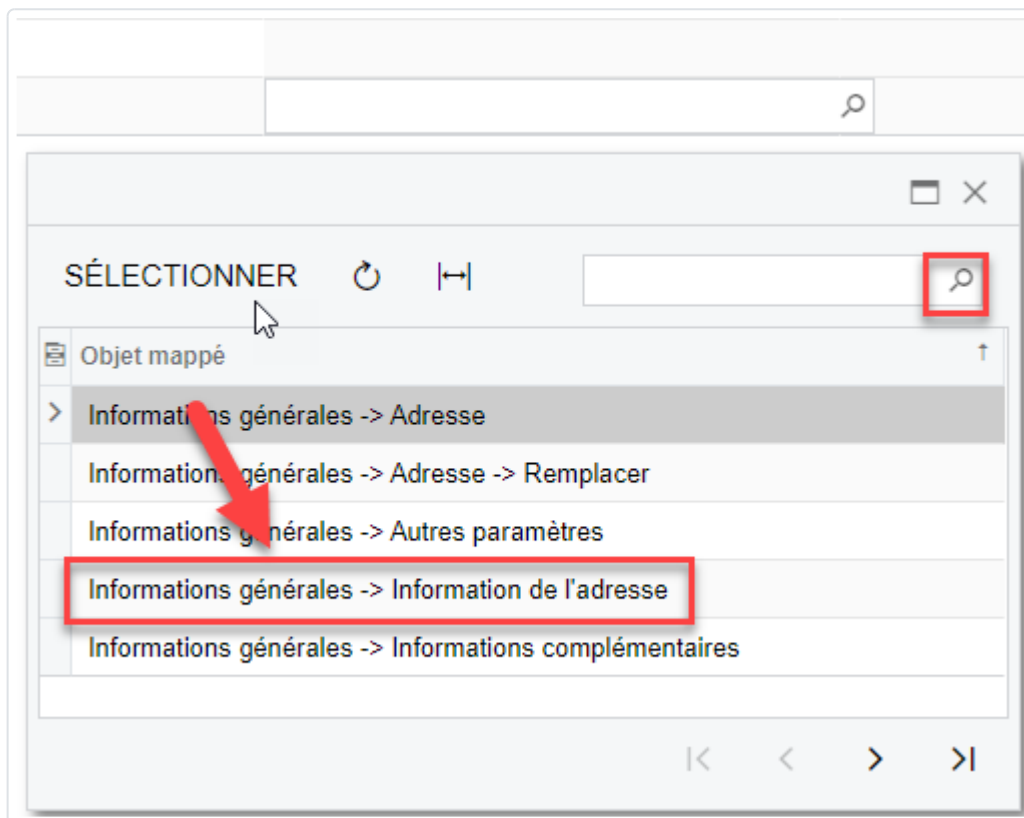 SÉLECTIONNER
Objet mappé
Informations générales -> Adresse
Informations générales -> Adresse -> Remplacer
Informations générales -> Autres paramètres
Informations générales -> Information de l'adresse
Informations générales -> Informations complémentaires